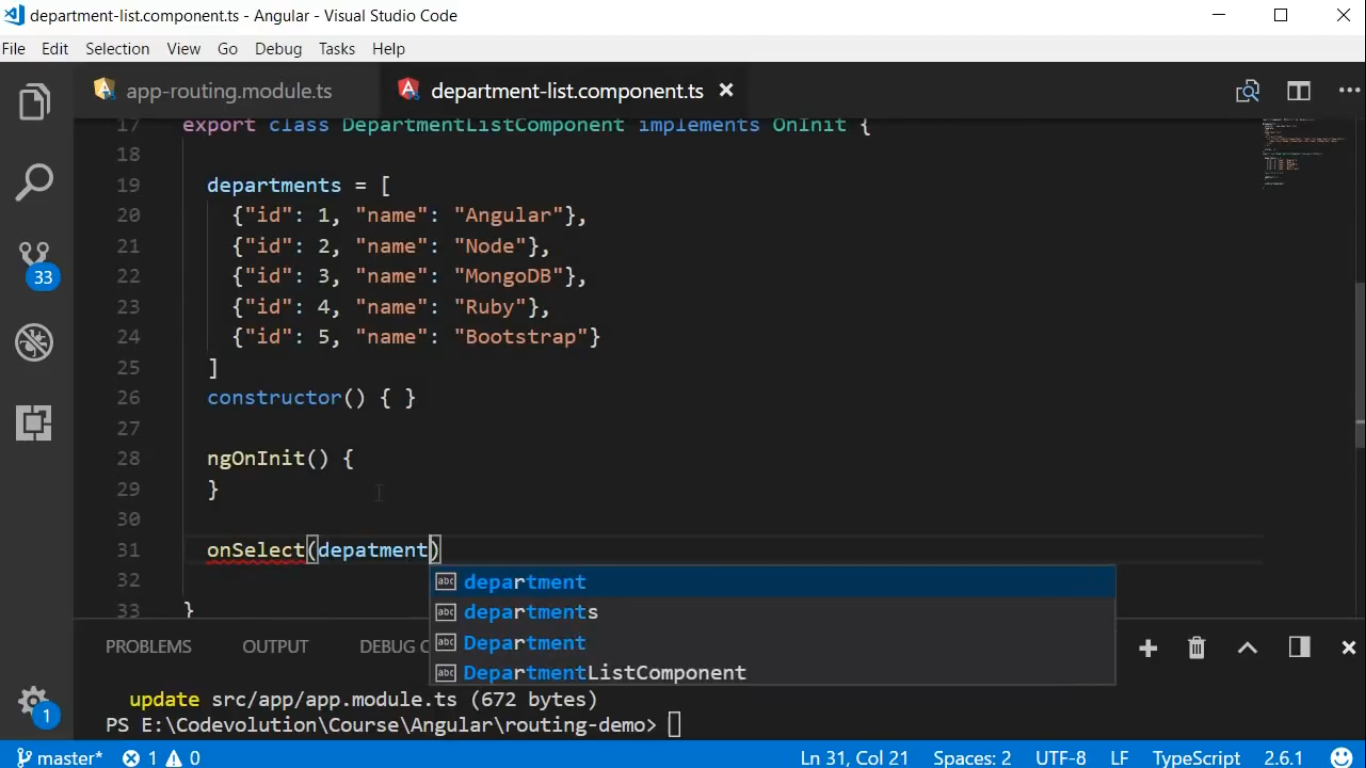 department-list.component.ts - Angular - Visual Studio Code
File Edit Selection View Go Debug Tasks Help
app-routing.module.ts department-list.component.ts
17 export class DepartmentListComponent implements OnInit {
18
19 departments = [
20 {"id": 1, "name": "Angular"},
21 {"id": 2, "name": "Node"},
22 {"id": 3, "name": "MongoDB"},
23 {"id": 4, "name": "Ruby"},
24 {"id": 5, "name": "Bootstrap"}
25 ]
26 constructor() { }
27
28 ngOnInit() {
29 }
30
31 onSelect(depatment)
abc department
32
abc departments
33 }
abc Department
PROBLEMS OUTPUT DEBUG C
abc DepartmentListComponent
update src/app/app.module.ts (672 bytes)
PS E:\Codevolution\Course\Angular\routing-demo>
33
1
master* 1 0 Ln 31, Col 21 Spaces: 2 UTF-8 LF TypeScript 2.6.1